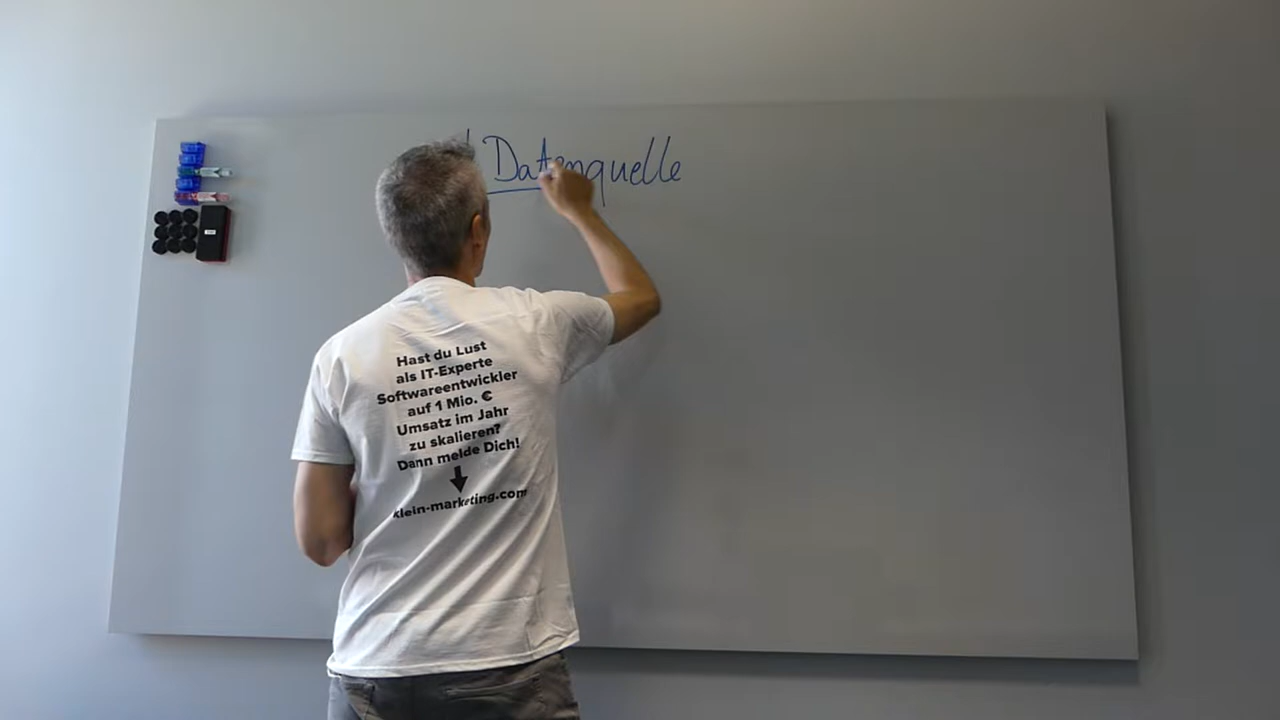 Datenquelle
Hast du Lust
als IT-Experte
Softwareentwickler
auf 1 Mio. €
Umsatz im Jahr
zu skalieren?
Dann melde Dich!
klein-marketing.com